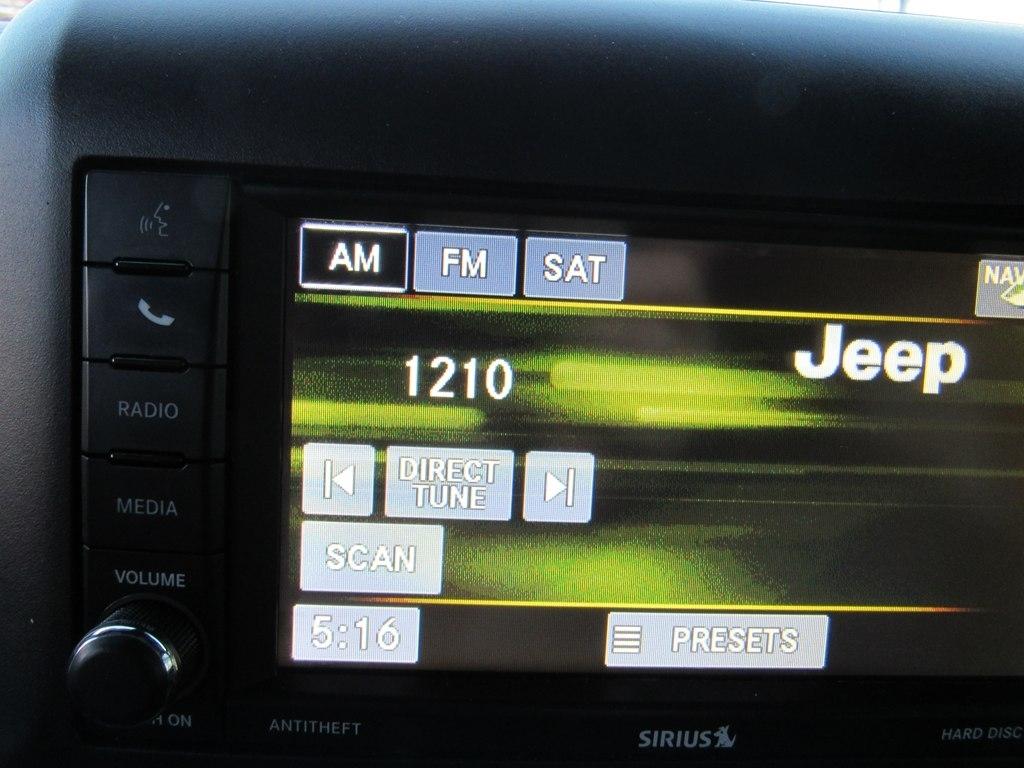 AM FM SAT
NAV
1210
Jeep
RADIO
DIRECT
TUNE
MEDIA
SCAN
VOLUME
5:16
PRESETS
H ON
ANTITHEFT
SIRIUS
HARD DISC